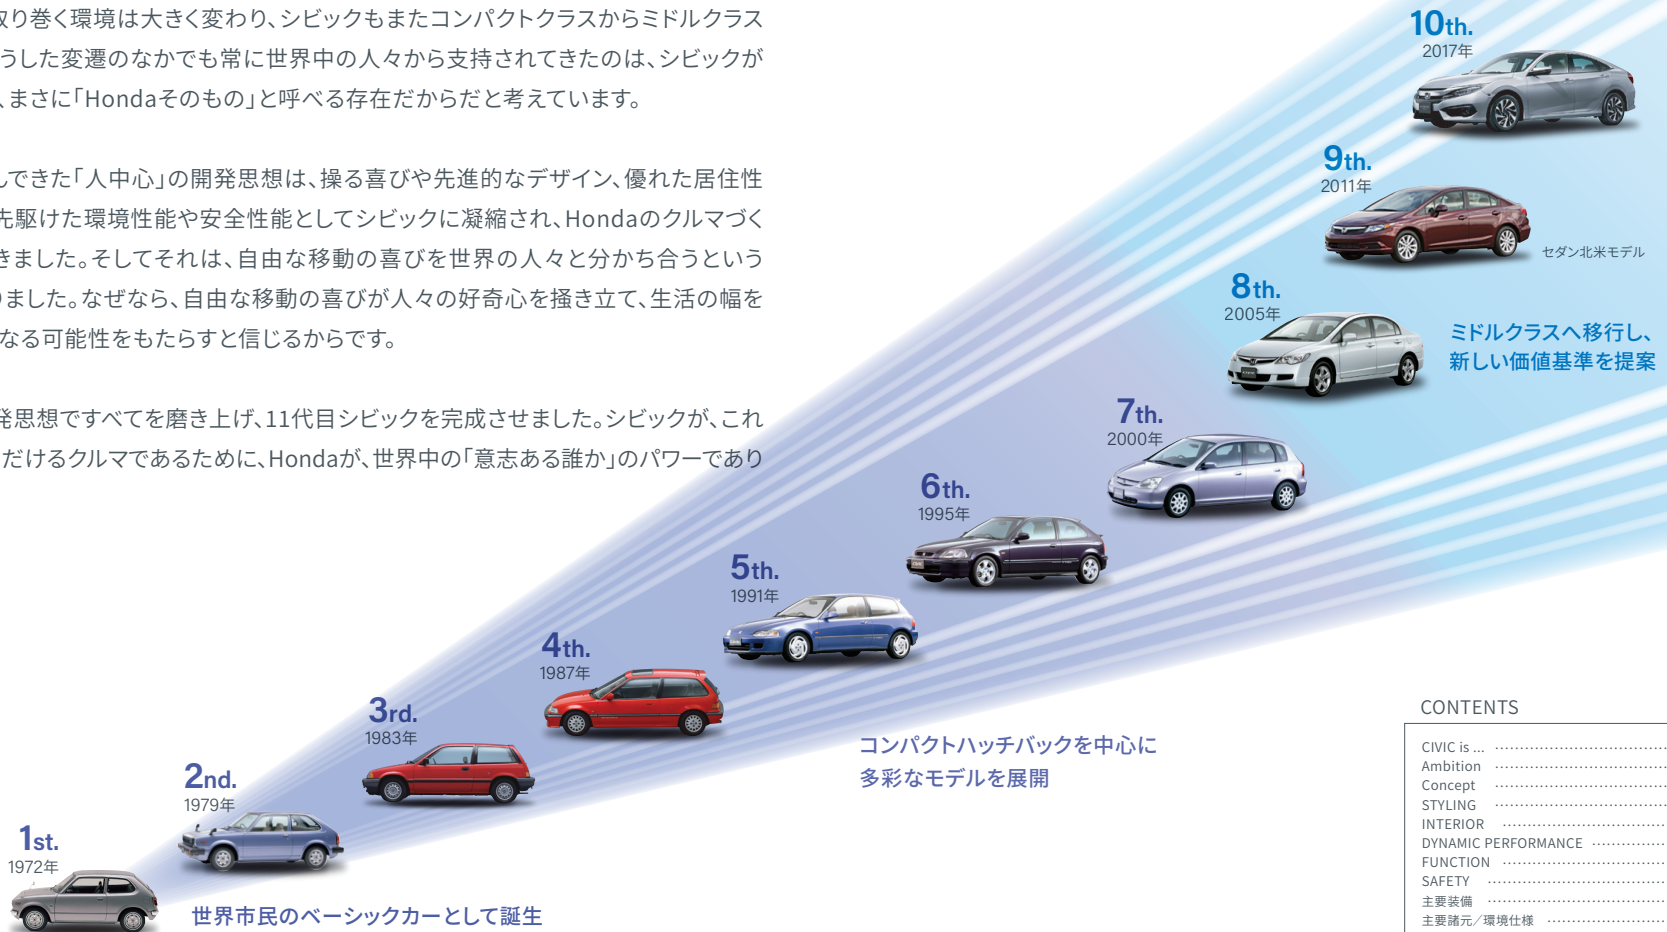 取り巻く環境は大きく変わり、シビックもまたコンパクトクラスからミドルクラス
うした変遷のなかでも常に世界中の人々から支持されてきたのは、シビックが
、まさに「Hondaそのもの」と呼べる存在だからだと考えています。
んできた「人中心」の開発思想は、操る喜びや先進的なデザイン、優れた居住性
先駆けた環境性能や安全性能としてシビックに凝縮され、Hondaのクルマづく
きました。そしてそれは、自由な移動の喜びを世界の人々と分かち合うという
りました。なぜなら、自由な移動の喜びが人々の好奇心を掻き立て、生活の幅を
なる可能性をもたらすと信じるからです。
発思想ですべてを磨き上げ、11代目シビックを完成させました。シビックが、これ
だけるクルマであるために、Hondaが、世界中の「意志ある誰か」のパワーであり
10th.
2017年
9th.
2011年
セダン北米モデル
8th.
2005年
ミドルクラスへ移行し、
新しい価値基準を提案
7th.
2000年
6th.
1995年
5th.
1991年
4th.
1987年
3rd.
1983年
コンパクトハッチバックを中心に
多彩なモデルを展開
2nd.
1979年
1st.
1972年
世界市民のベーシックカーとして誕生
CONTENTS
CIVIC is ...
Ambition
Concept
STYLING
INTERIOR
DYNAMIC PERFORMANCE
FUNCTION
SAFETY
主要装備
主要諸元／環境仕様